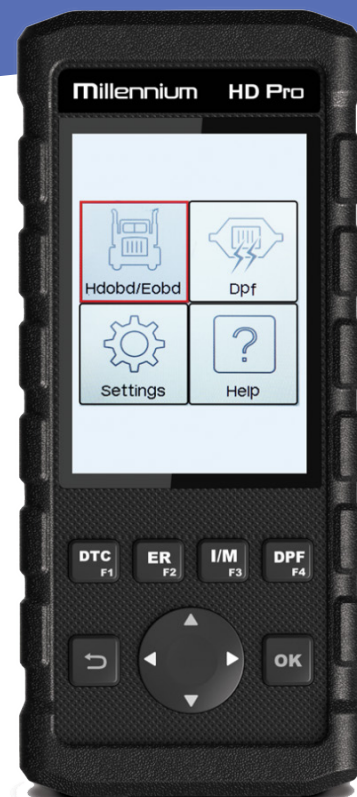 Millennium HD Pro
Hdobd/Eobd Dpf
Settings Help
?
DTC ER I/M DPF
F1 F2 F3 F4
OK